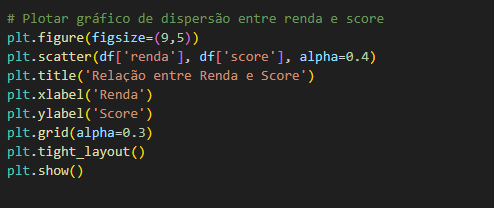 # Plotar gráfico de dispersão entre renda e score
plt.figure(figsize=(9,5))
plt.scatter(df['renda'], df['score'], alpha=0.4)
plt.title('Relação entre Renda e Score')
plt.xlabel('Renda')
plt.ylabel('Score')
plt.grid(alpha=0.3)
plt.tight_layout()
plt.show()